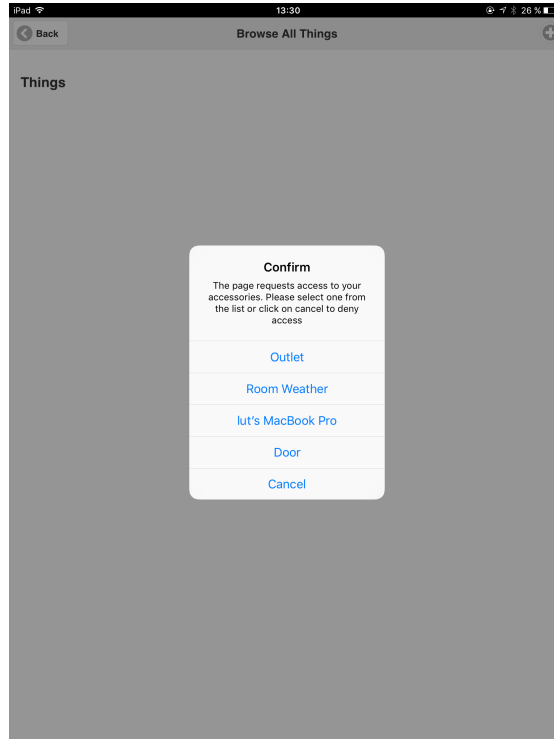 iPad 13:30 26 %
Back Browse All Things
Things
Confirm
The page requests access to your
accessories. Please select one from
the list or click on cancel to deny
access
Outlet
Room Weather
lut's MacBook Pro
Door
Cancel